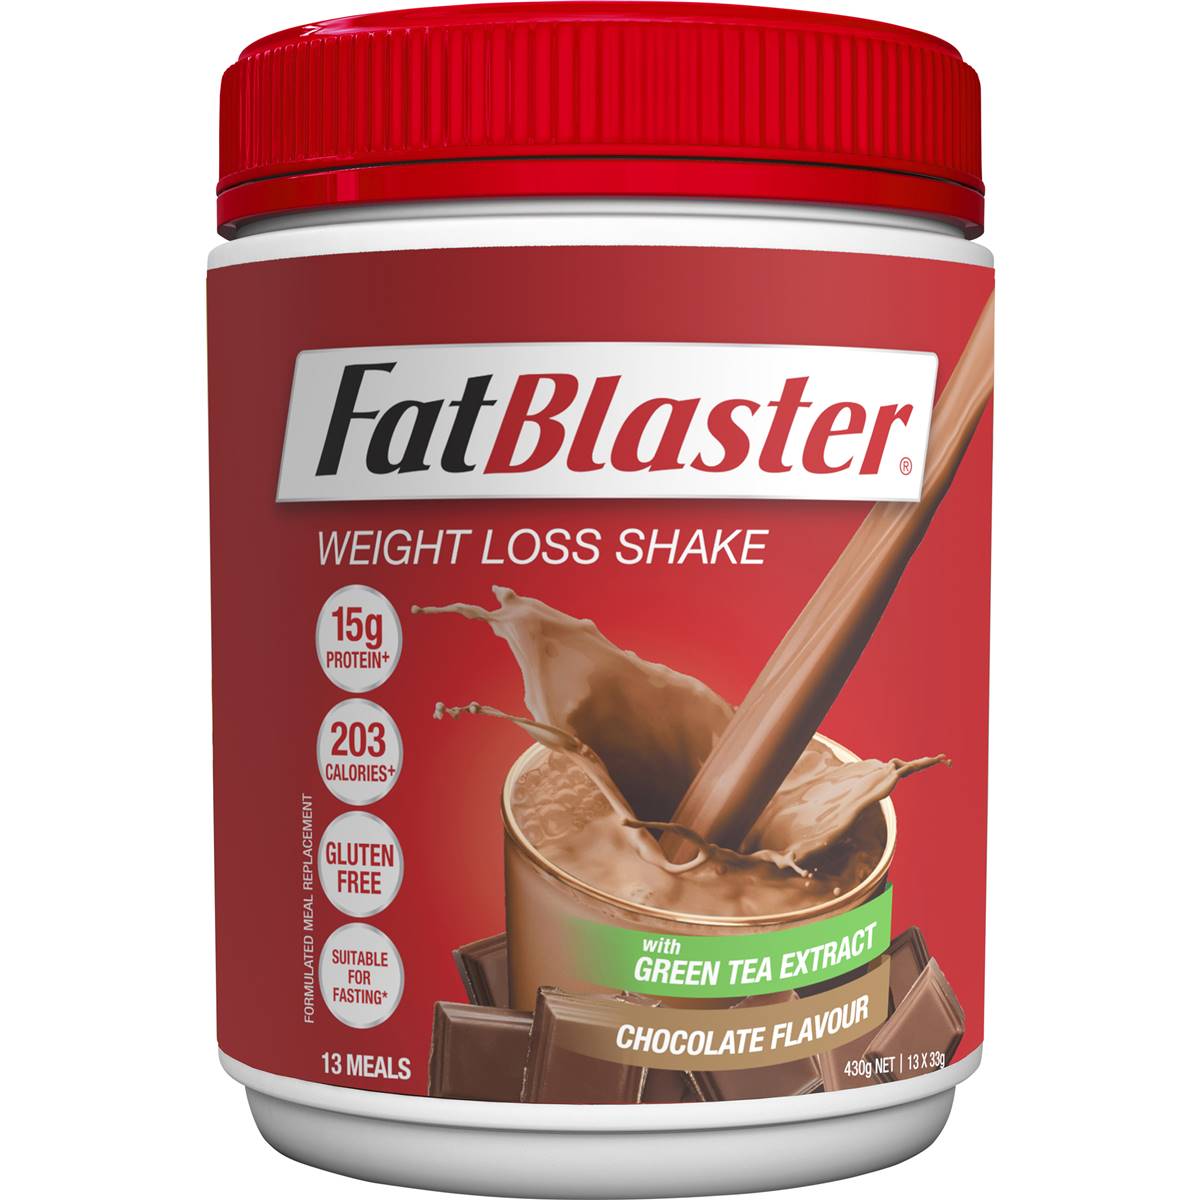 FatBlaster®
WEIGHT LOSS SHAKE
15g
PROTEIN+
203
CALORIES+
GLUTEN
FREE
SUITABLE
FOR
FASTING*
FORMULATED MEAL REPLACEMENT
with
GREEN TEA EXTRACT
CHOCOLATE FLAVOUR
13 MEALS
430g NET | 13 X 33g